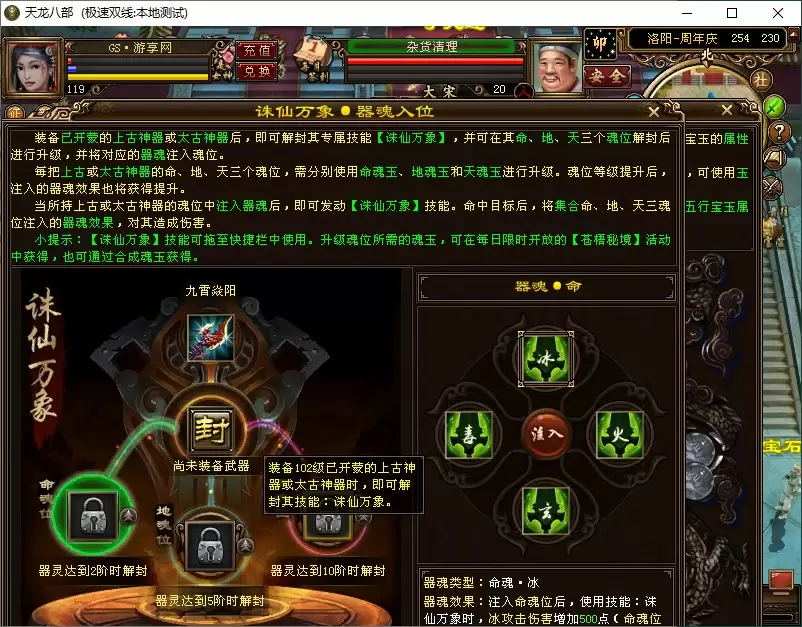 天龙八部 (极速双线:本地测试)
GS·游享网
充值
兑换
119
杂货清理
大宋
20
卯
洛阳-周年庆 254 230
北
安全
社
征
诛仙万象●器魂入位
装备已开蒙的上古神器或太古神器后，即可解封其专属技能【诛仙万象】，并可在其命、地、天三个魂位解封后
进行升级，并将对应的器魂注入魂位。
每把上古或太古神器的命、地、天三个魂位，需分别使用命魂玉、地魂玉和天魂玉进行升级。魂位等级提升后，
注入的器魂效果也将获得提升。
当所持上古或太古神器的魂位中注入器魂后，即可发动【诛仙万象】技能。命中目标后，将集合命、地、天三魂
位注入的器魂效果，对其造成伤害。
小提示：【诛仙万象】技能可拖至快捷栏中使用。升级魂位所需的魂玉，可在每日限时开放的【苍梧秘境】活动
中获得，也可通过合成魂玉获得。
宝玉的属性
，可使用玉
五行宝玉属
诛仙万象
九霄焱阳
封
尚未装备武器
装备102级已开蒙的上古神
器或太古神器时，即可解
封其技能：诛仙万象。
命魂位
地魂位
器灵达到2阶时解封
器灵达到5阶时解封
器灵达到10阶时解封
器魂●命
冰
毒
注入
火
玄
宝石
器魂类型：命魂·冰
器魂效果：注入命魂位后，使用技能：诛
仙万象时，冰攻击伤害增加500点（命魂位